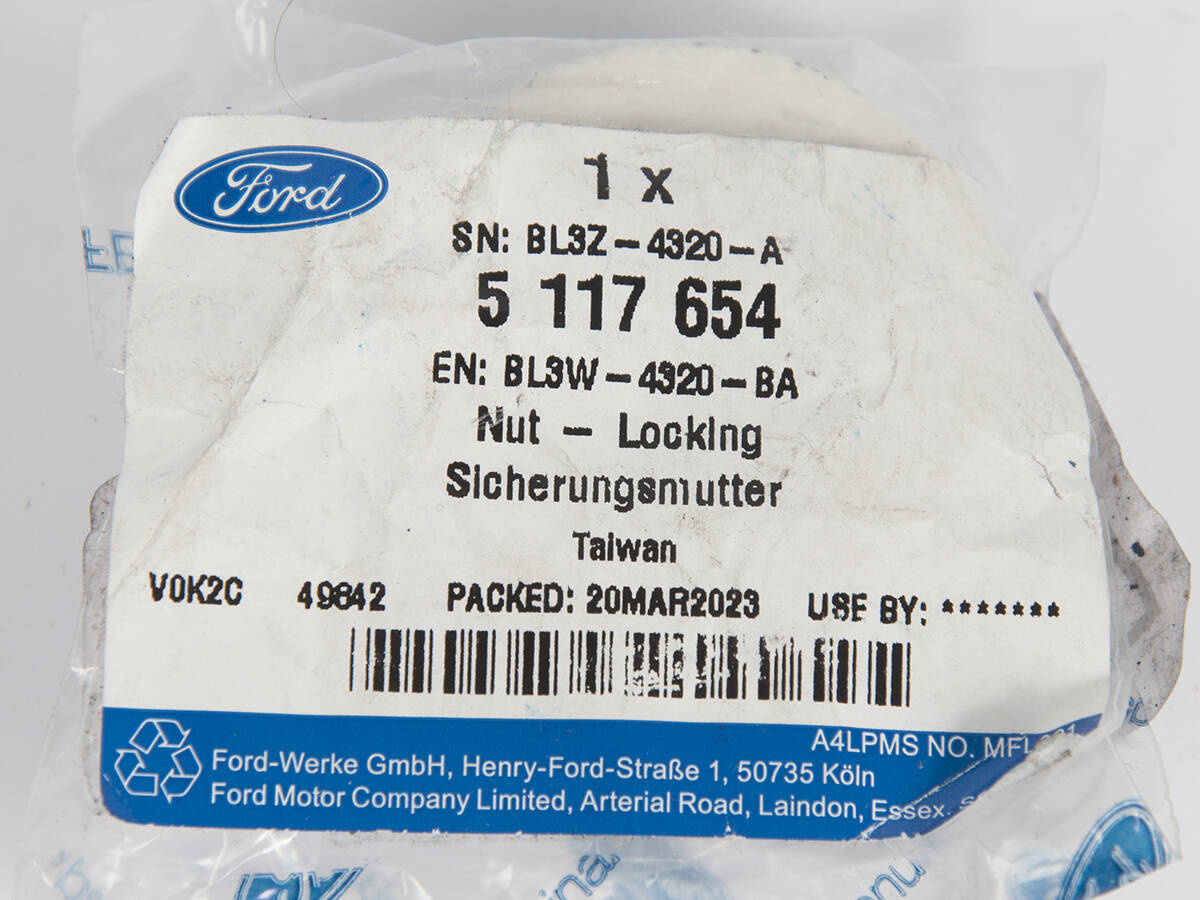 Ford
1 x
SN: BL3Z-4320-A
5 117 654
EN: BL3W-4320-BA
Nut - Locking
Sicherungsmutter
Taiwan
V0K2C 49842 PACKED: 20MAR2023 USE BY: *******
A4LPMS NO.
Ford-Werke GmbH, Henry-Ford-Straße 1, 50735 Köln
Ford Motor Company Limited, Arterial Road, Laindon, Essex.